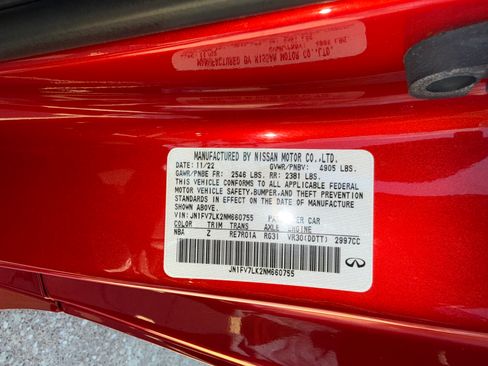 MANUFACTURED BY NISSAN MOTOR CO.,LTD.
DATE: 11/22 GVWR/PNBV: 4905 LBS.
GAWR/PNBE FR: 2546 LBS. RR: 2381 LBS.
THIS VEHICLE CONFORMS TO ALL APPLICABLE FEDERAL
MOTOR VEHICLE SAFETY,BUMPER,AND THEFT PREVENTION
STANDARDS IN EFFECT ON THE DATE OF MANUFACTURE
SHOWN ABOVE.
VIN: JN1FV7LK2NM660755 PASSENGER CAR
COLOR TRIM TRANS AXLE ENGINE
NBA Z RE7R01A RG31 VR30(DDTT) 2997CC
JN1FV7LK2NM660755
INFINITI